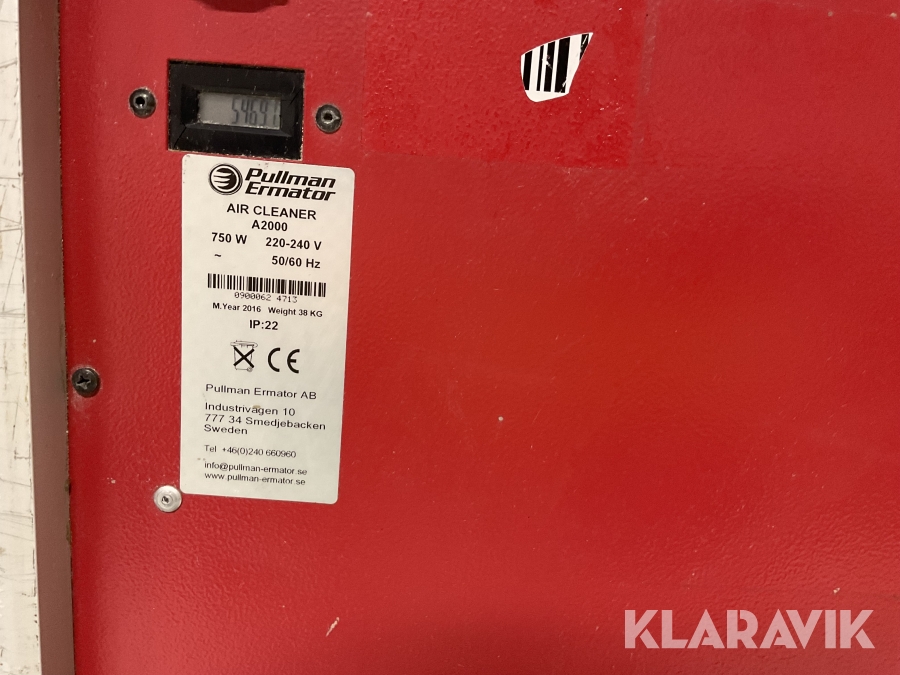 Pullman
Ermator
AIR CLEANER
A2000
750 W 220-240 V
~ 50/60 Hz
0900062 4713
M.Year 2016 Weight 38 KG
IP:22
CE
Pullman Ermator AB
Industrivägen 10
777 34 Smedjebacken
Sweden
Tel +46(0)240 660960
info@pullman-ermator.se
www.pullman-ermator.se
KLARAVIK